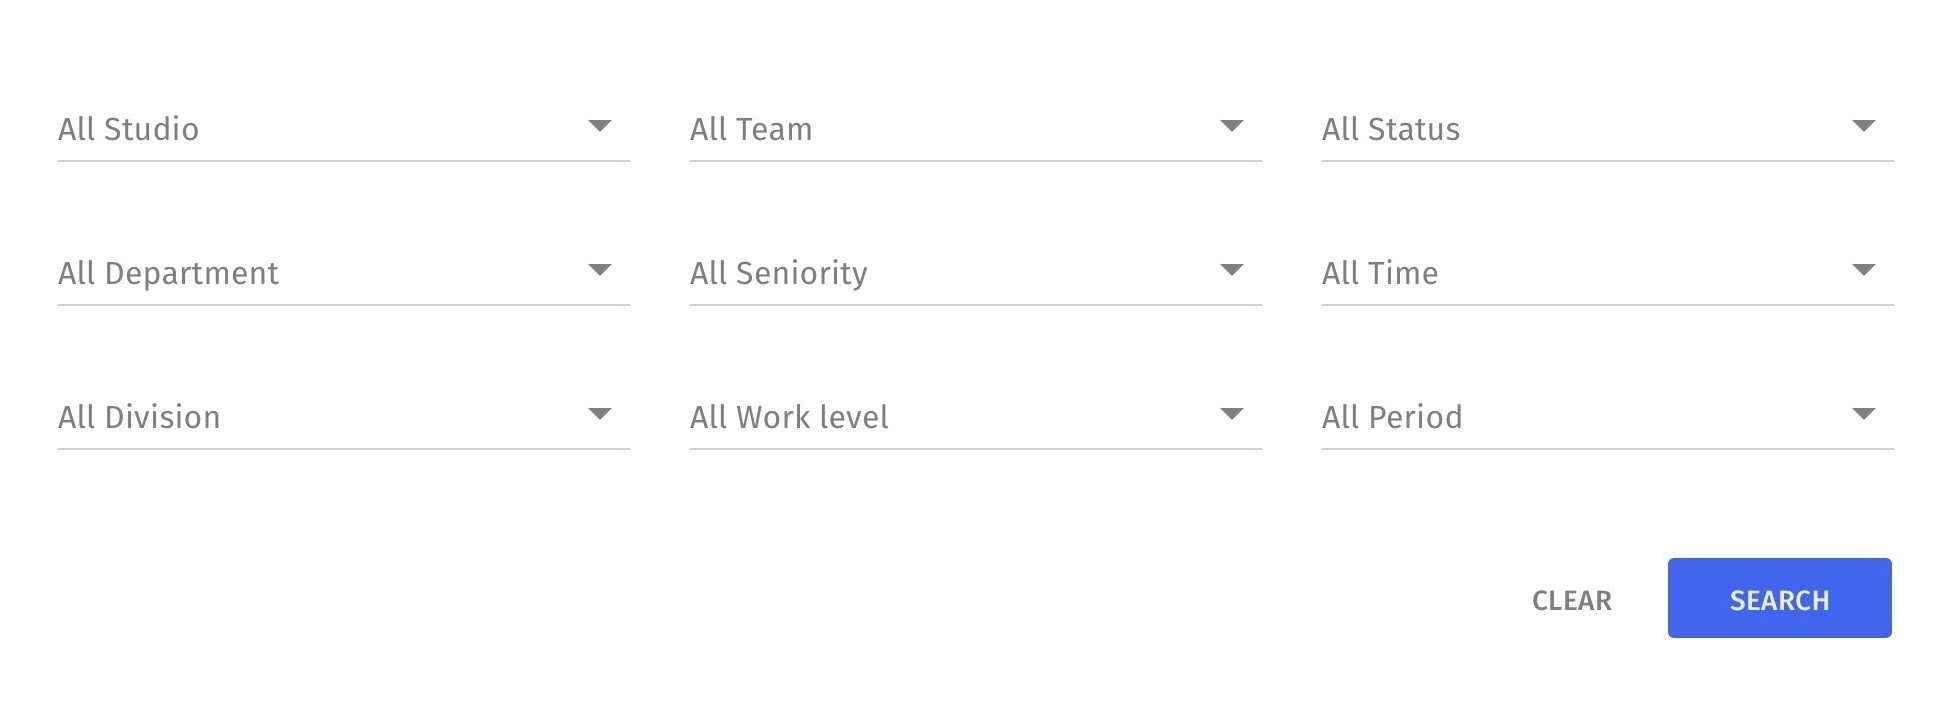 All Studio
All Team
All Status
All Department
All Seniority
All Time
All Division
All Work level
All Period
CLEAR
SEARCH